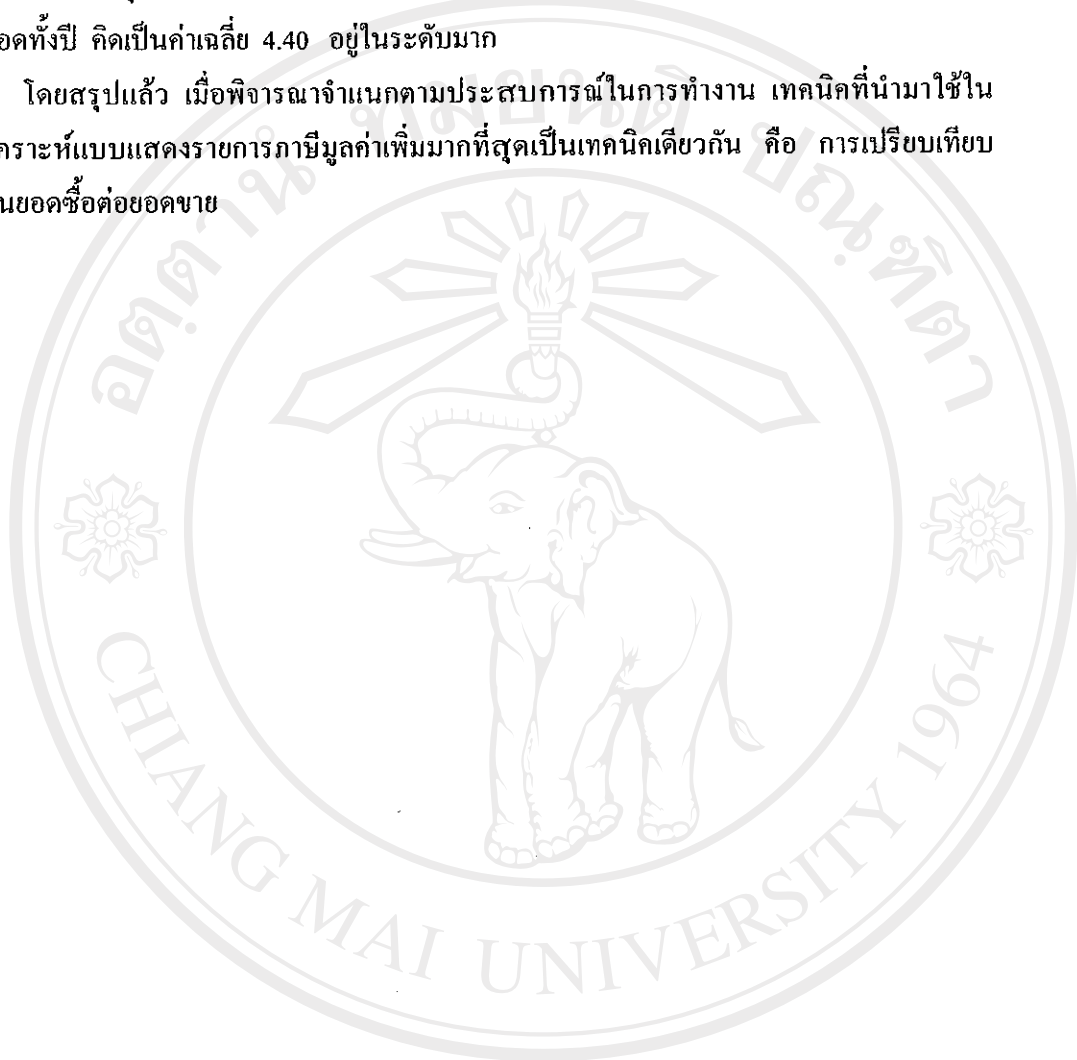 อดทั้งปี คิดเป็นค่าเฉลี่ย 4.40 อยู่ในระดับมาก
โดยสรุปแล้ว เมื่อพิจารณาจำแนกตามประสบการณ์ในการทำงาน เทคนิคที่นำมาใช้ใน
คราะห์แบบแสดงรายการภาษีมูลค่าเพิ่มมากที่สุดเป็นเทคนิคเดียวกัน คือ การเปรียบเทียบ
นยอดซื้อต่อยอดขาย
CHIANG MAI UNIVERSITY 1964